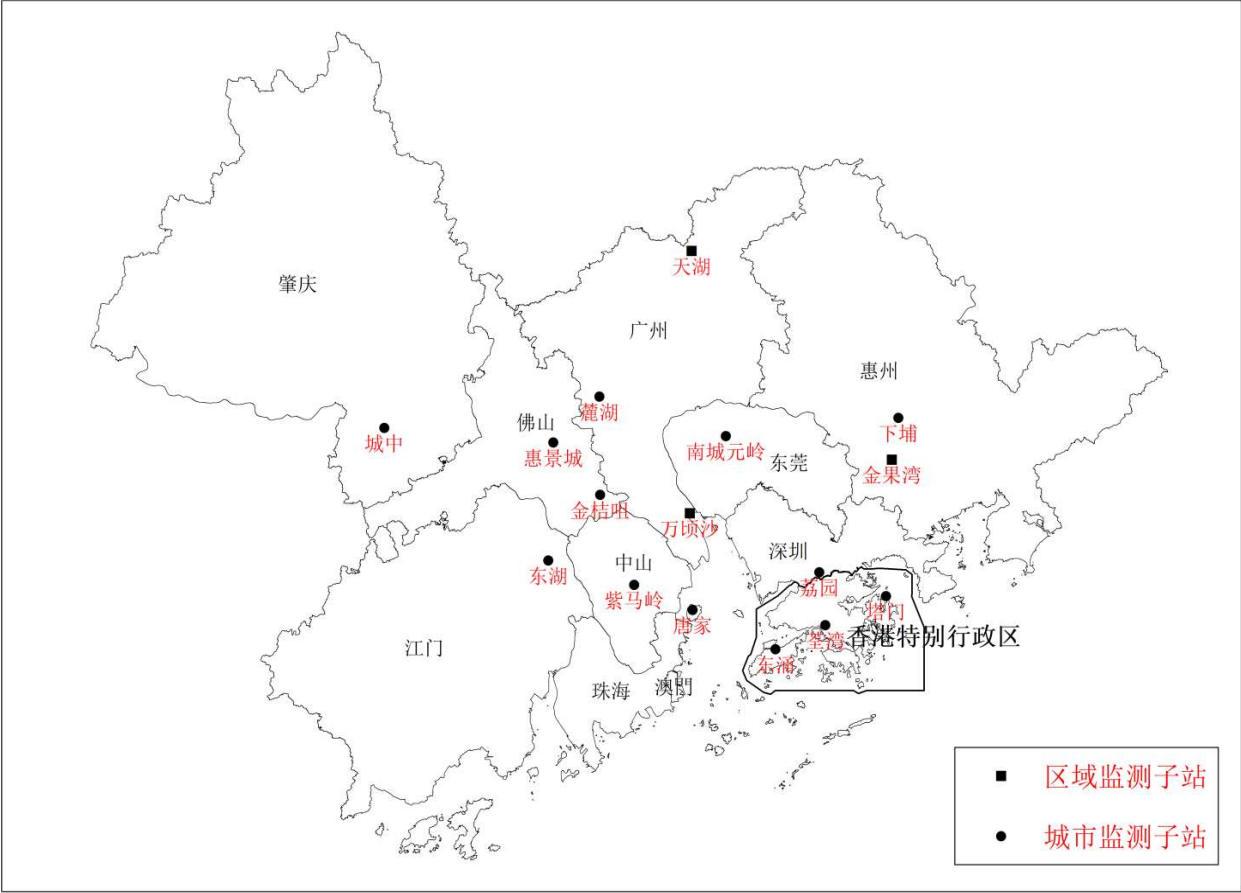 天湖
肇庆
广州
惠州
麓湖
佛山
下埔
城中
惠景城
南城元岭
东莞
金果湾
金桔咀
万顷沙
深圳
中山
东湖
荔园
紫马岭
塔门
唐家
荃湾
香港特别行政区
江门
东涌
珠海
澳門
区域监测子站
城市监测子站